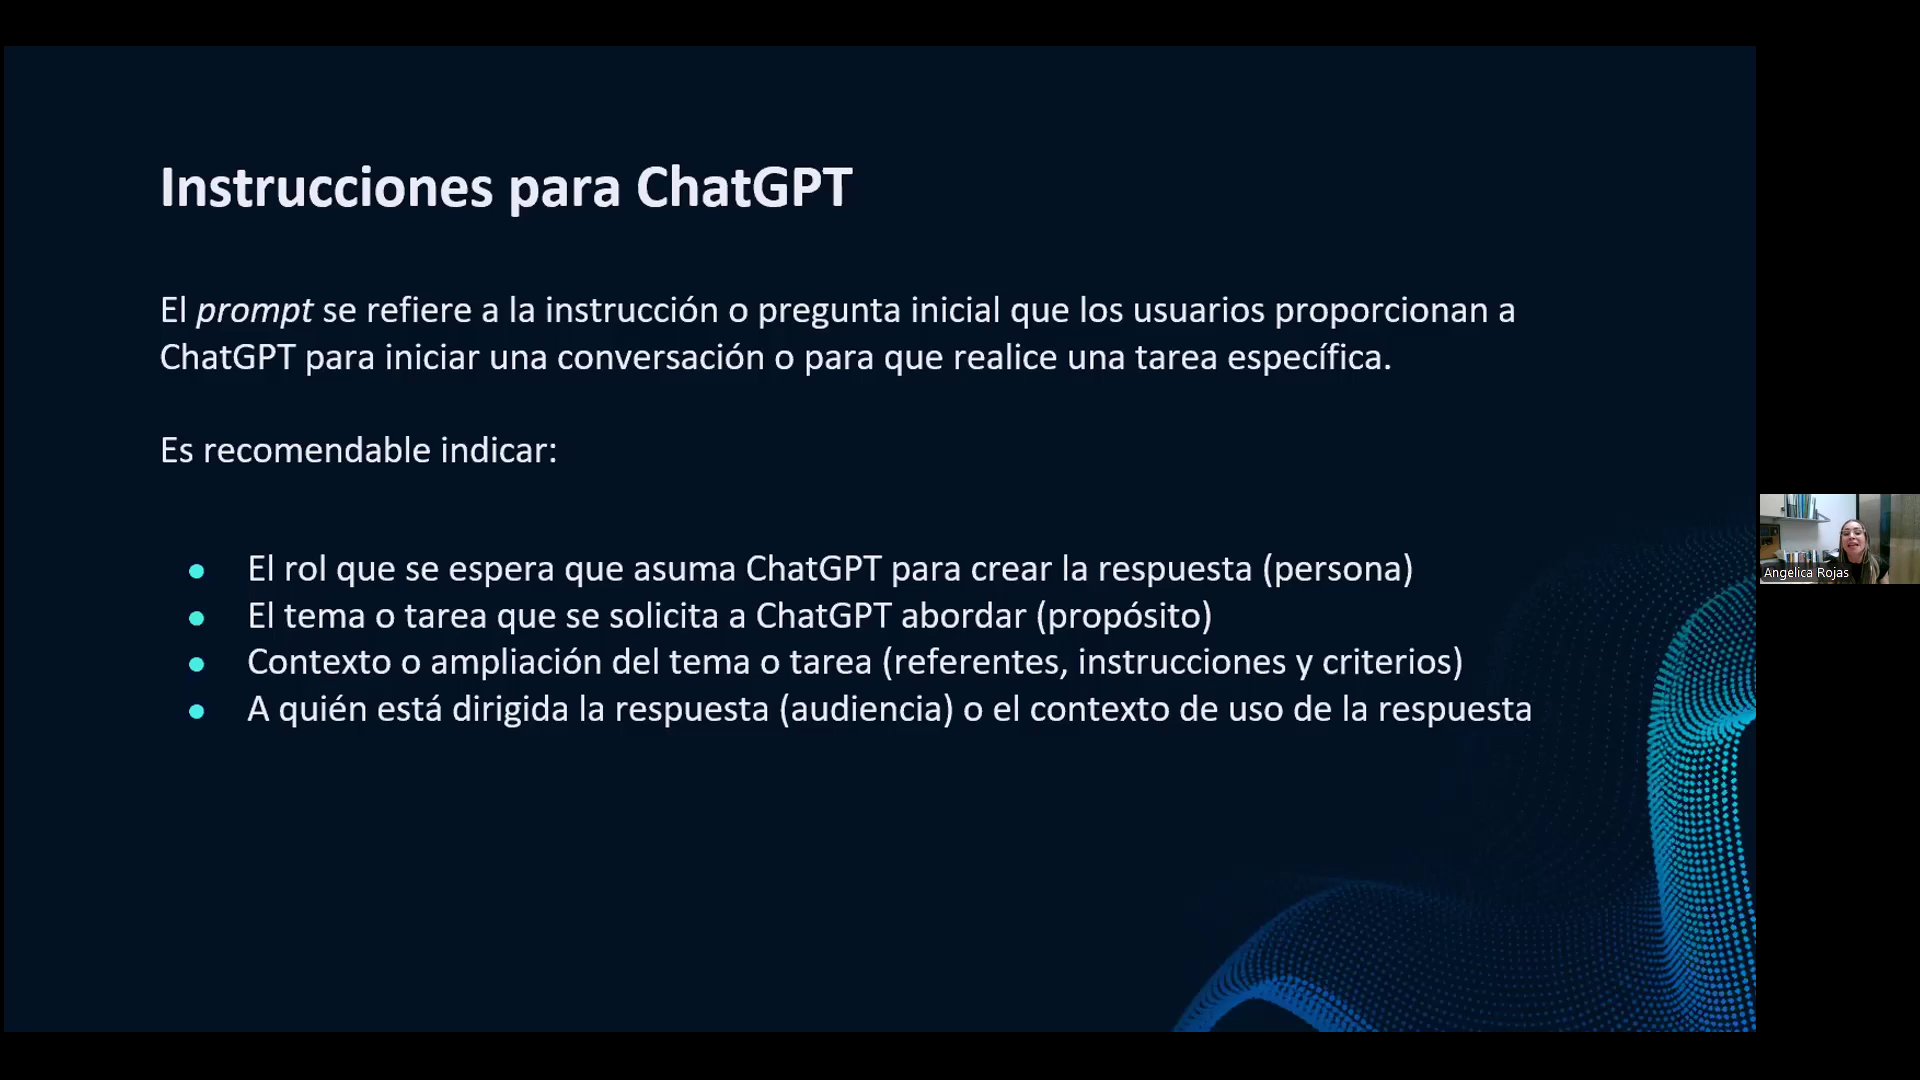 Instrucciones para ChatGPT
El prompt se refiere a la instrucción o pregunta inicial que los usuarios proporcionan a
ChatGPT para iniciar una conversación o para que realice una tarea específica.
Es recomendable indicar:
● El rol que se espera que asuma ChatGPT para crear la respuesta (persona)
● El tema o tarea que se solicita a ChatGPT abordar (propósito)
● Contexto o ampliación del tema o tarea (referentes, instrucciones y criterios)
● A quién está dirigida la respuesta (audiencia) o el contexto de uso de la respuesta
Angelica Rojas